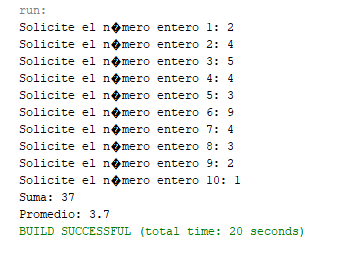 run:
Solicite el n�mero entero 1: 2
Solicite el n�mero entero 2: 4
Solicite el n�mero entero 3: 5
Solicite el n�mero entero 4: 4
Solicite el n�mero entero 5: 3
Solicite el n�mero entero 6: 9
Solicite el n�mero entero 7: 4
Solicite el n�mero entero 8: 3
Solicite el n�mero entero 9: 2
Solicite el n�mero entero 10: 1
Suma: 37
Promedio: 3.7
BUILD SUCCESSFUL (total time: 20 seconds)